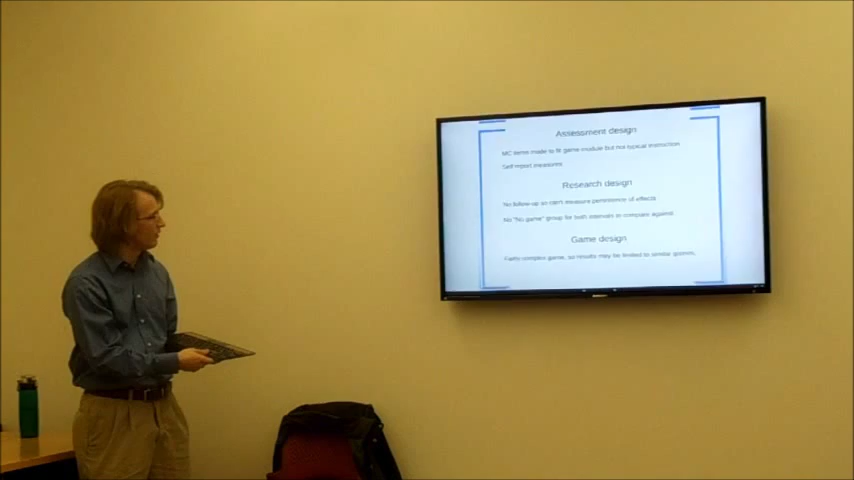 Assessment design
MC items made to fit game module but not typical instruction
Self report measures
Research design
No follow-up so can't measure persistence of effects
No "No game" group for both intervals to compare against
Game design
Fairly complex game, so results may be limited to similar games,